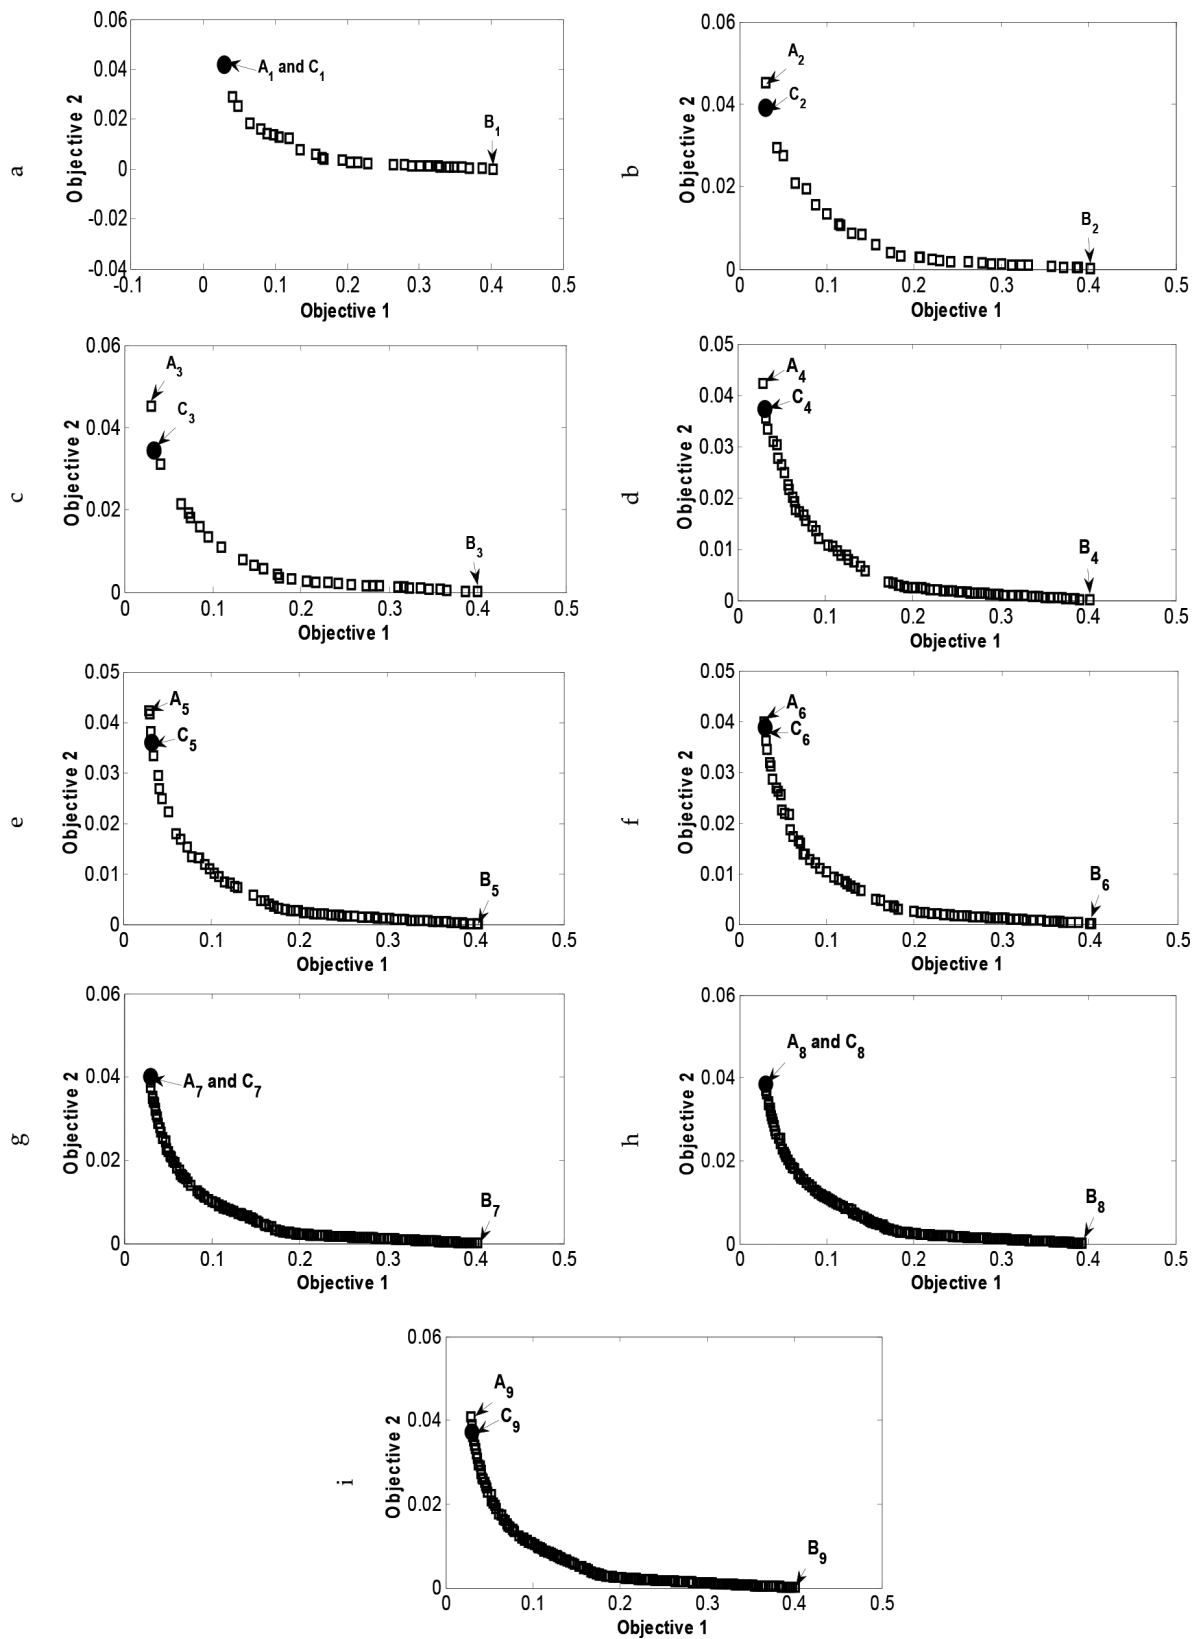 a
Objective 2
0.06
0.04
0.02
0
-0.02
-0.04
-0.1
0
0.1
0.2
0.3
0.4
0.5
Objective 1
A1 and C1
B1
b
Objective 2
0.06
0.04
0.02
0
0
0.1
0.2
0.3
0.4
0.5
Objective 1
A2
C2
B2
c
Objective 2
0.06
0.04
0.02
0
0
0.1
0.2
0.3
0.4
0.5
Objective 1
A3
C3
B3
d
Objective 2
0.05
0.04
0.03
0.02
0.01
0
0
0.1
0.2
0.3
0.4
0.5
Objective 1
A4
C4
B4
e
Objective 2
0.05
0.04
0.03
0.02
0.01
0
0
0.1
0.2
0.3
0.4
0.5
Objective 1
A5
C5
B5
f
Objective 2
0.05
0.04
0.03
0.02
0.01
0
0
0.1
0.2
0.3
0.4
0.5
Objective 1
A6
C6
B6
g
Objective 2
0.06
0.04
0.02
0
0
0.1
0.2
0.3
0.4
0.5
Objective 1
A7 and C7
B7
h
Objective 2
0.06
0.04
0.02
0
0
0.1
0.2
0.3
0.4
0.5
Objective 1
A8 and C8
B8
i
Objective 2
0.06
0.04
0.02
0
0
0.1
0.2
0.3
0.4
0.5
Objective 1
A9
C9
B9